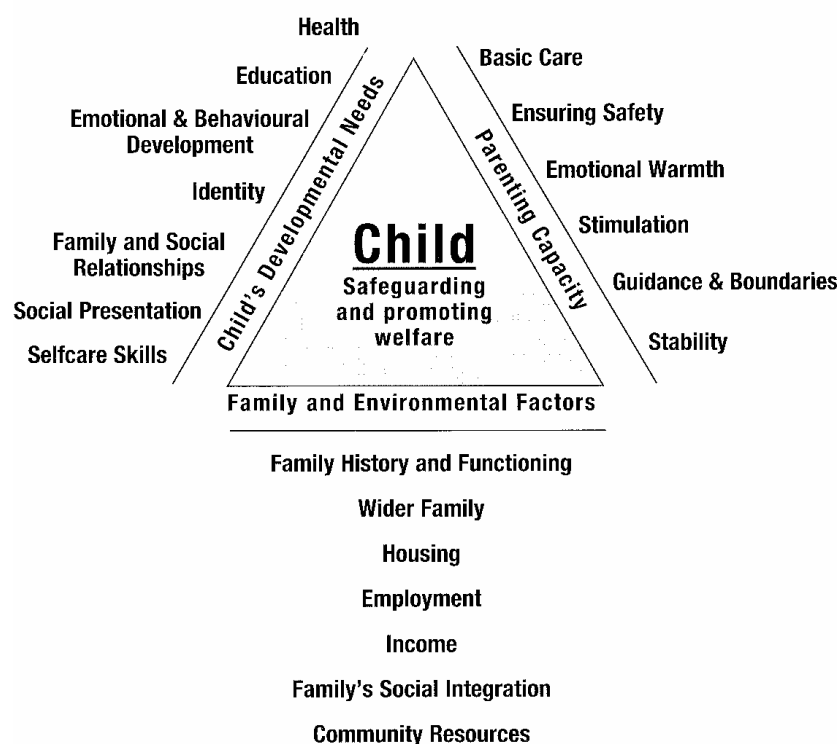 Health
Education
Emotional & Behavioural
Development
Identity
Family and Social
Relationships
Social Presentation
Selfcare Skills
Child's Developmental Needs
Child
Safeguarding
and promoting
welfare
Parenting Capacity
Basic Care
Ensuring Safety
Emotional Warmth
Stimulation
Guidance & Boundaries
Stability
Family and Environmental Factors
Family History and Functioning
Wider Family
Housing
Employment
Income
Family's Social Integration
Community Resources